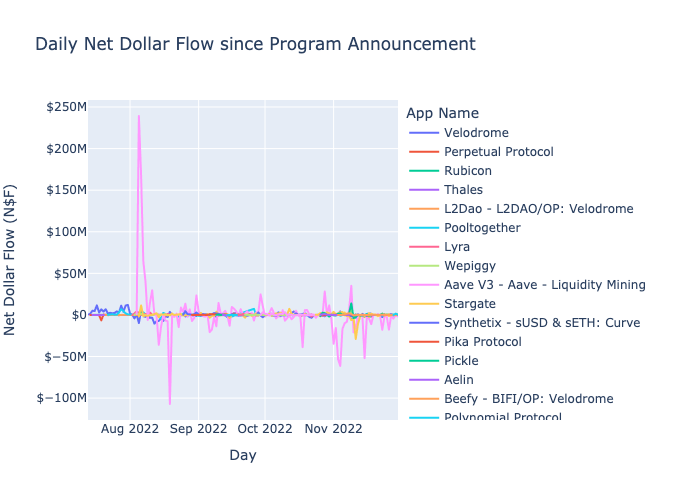 Daily Net Dollar Flow since Program Announcement
Net Dollar Flow (N$F)
$250M
$200M
$150M
$100M
$50M
$0
$−50M
$−100M
Aug 2022
Sep 2022
Oct 2022
Nov 2022
Day
App Name
Velodrome
Perpetual Protocol
Rubicon
Thales
L2Dao - L2DAO/OP: Velodrome
Pooltogether
Lyra
Wepiggy
Aave V3 - Aave - Liquidity Mining
Stargate
Synthetix - sUSD & sETH: Curve
Pika Protocol
Pickle
Aelin
Beefy - BIFI/OP: Velodrome
Polynomial Protocol